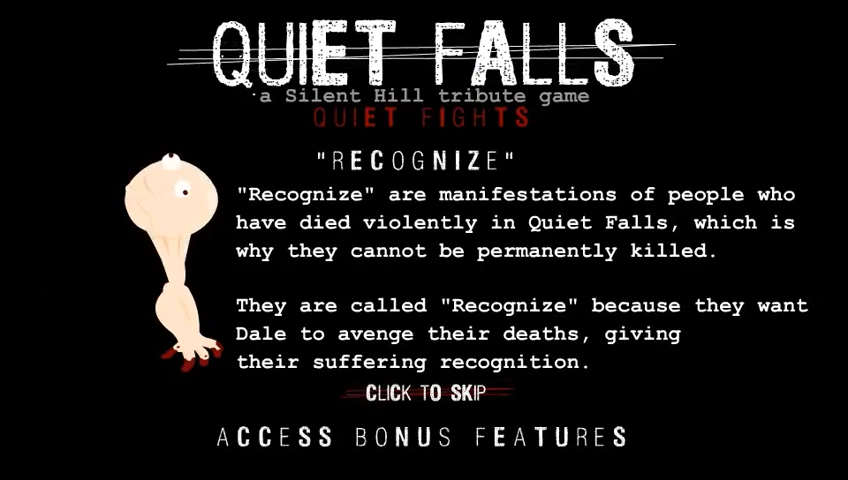 QUIET FALLS
a Silent Hill tribute game
QUIET FIGHTS
"RECOGNIZE"
"Recognize" are manifestations of people who
have died violently in Quiet Falls, which is
why they cannot be permanently killed.
They are called "Recognize" because they want
Dale to avenge their deaths, giving
their suffering recognition.
CLICK TO SKIP
ACCESS BONUS FEATURES